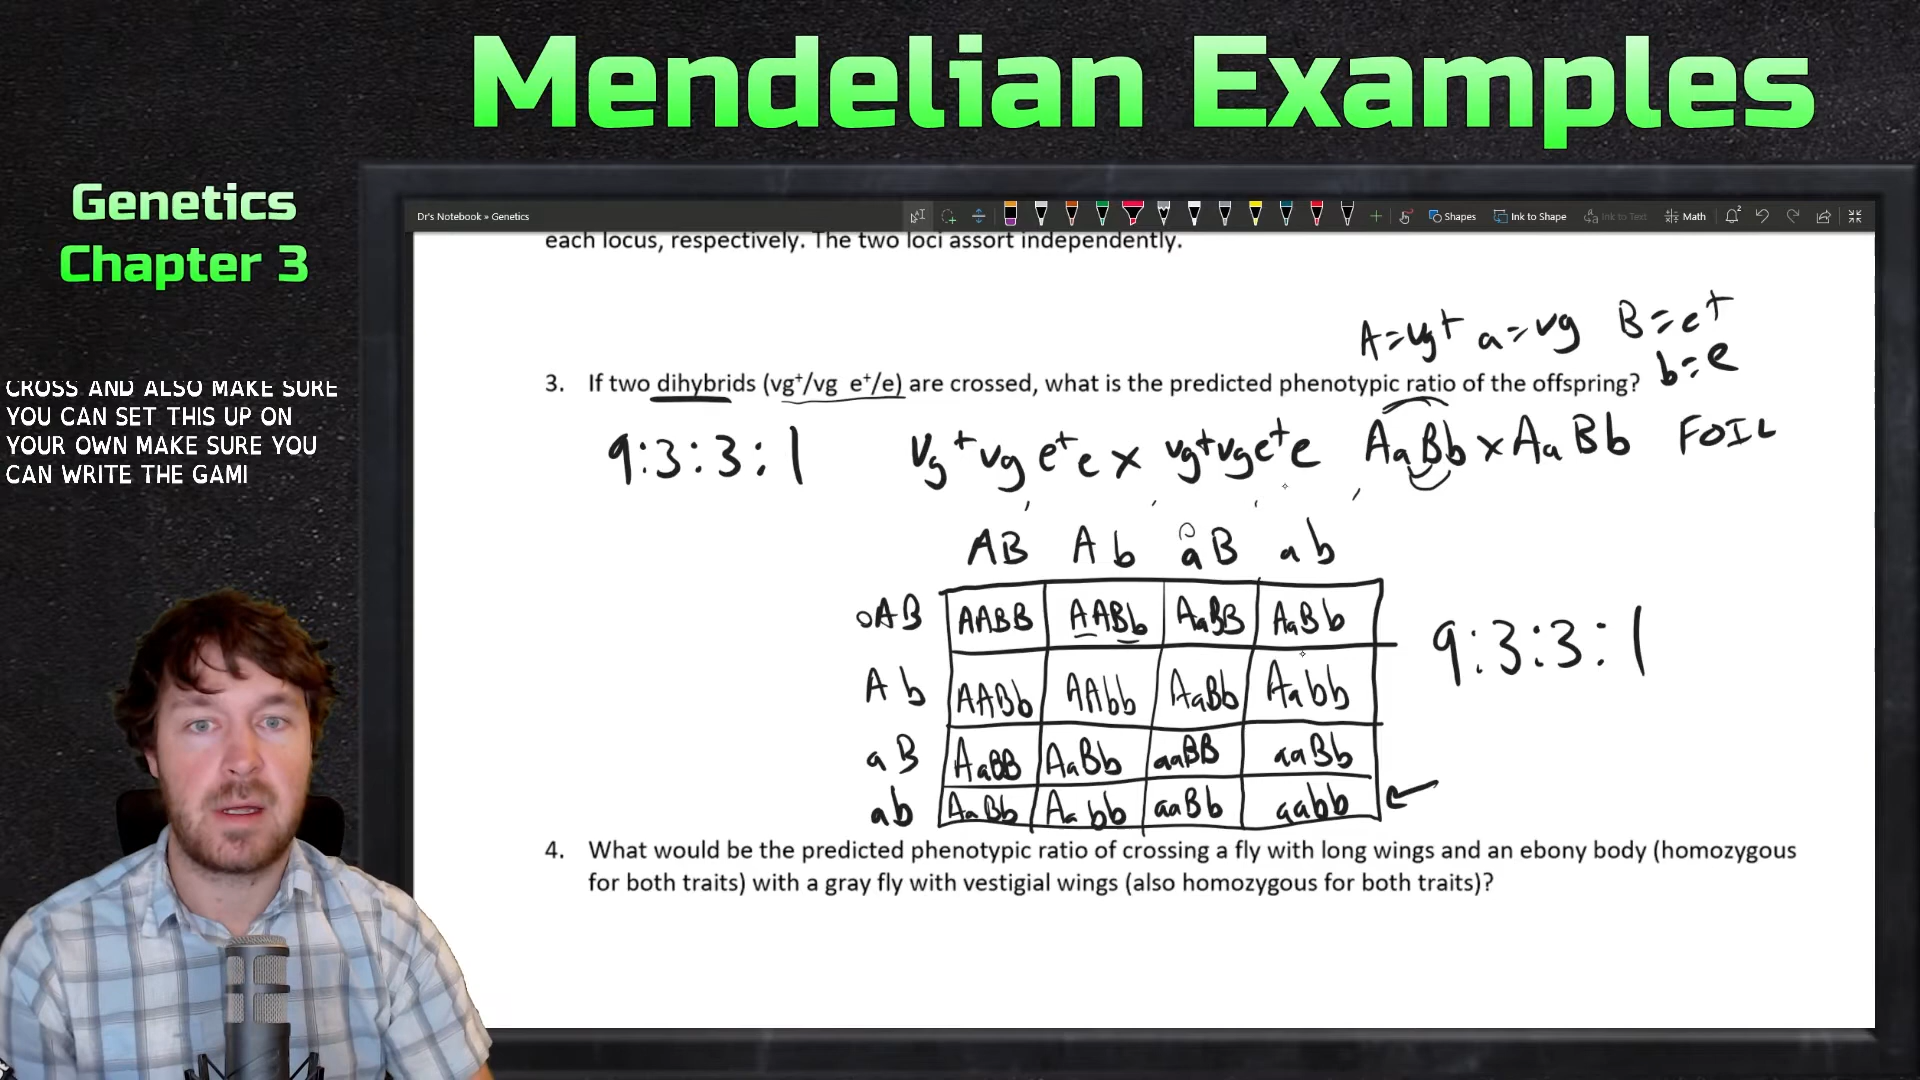 Mendelian Examples
Genetics
Chapter 3
CROSS AND ALSO MAKE SURE
YOU CAN SET THIS UP ON
YOUR OWN MAKE SURE YOU
CAN WRITE THE GAMI
Dr's Notebook » Genetics
Shapes Ink to Shape Ink to Text Math
each locus, respectively. The two loci assort independently.
A=vg+ a=vg B=e+
b=e
3. If two dihybrids (vg+/vg e+/e) are crossed, what is the predicted phenotypic ratio of the offspring?
9:3:3:1 vg+vg e+e x vg+vge+e AaBb x AaBb FOIL
AB Ab aB ab
AB AABB AABb AaBB AaBb
9:3:3:1
Ab AABb AAbb AaBb Aabb
aB AaBB AaBb aaBB aaBb
ab AaBb Aabb aaBb aabb
4. What would be the predicted phenotypic ratio of crossing a fly with long wings and an ebony body (homozygous
for both traits) with a gray fly with vestigial wings (also homozygous for both traits)?